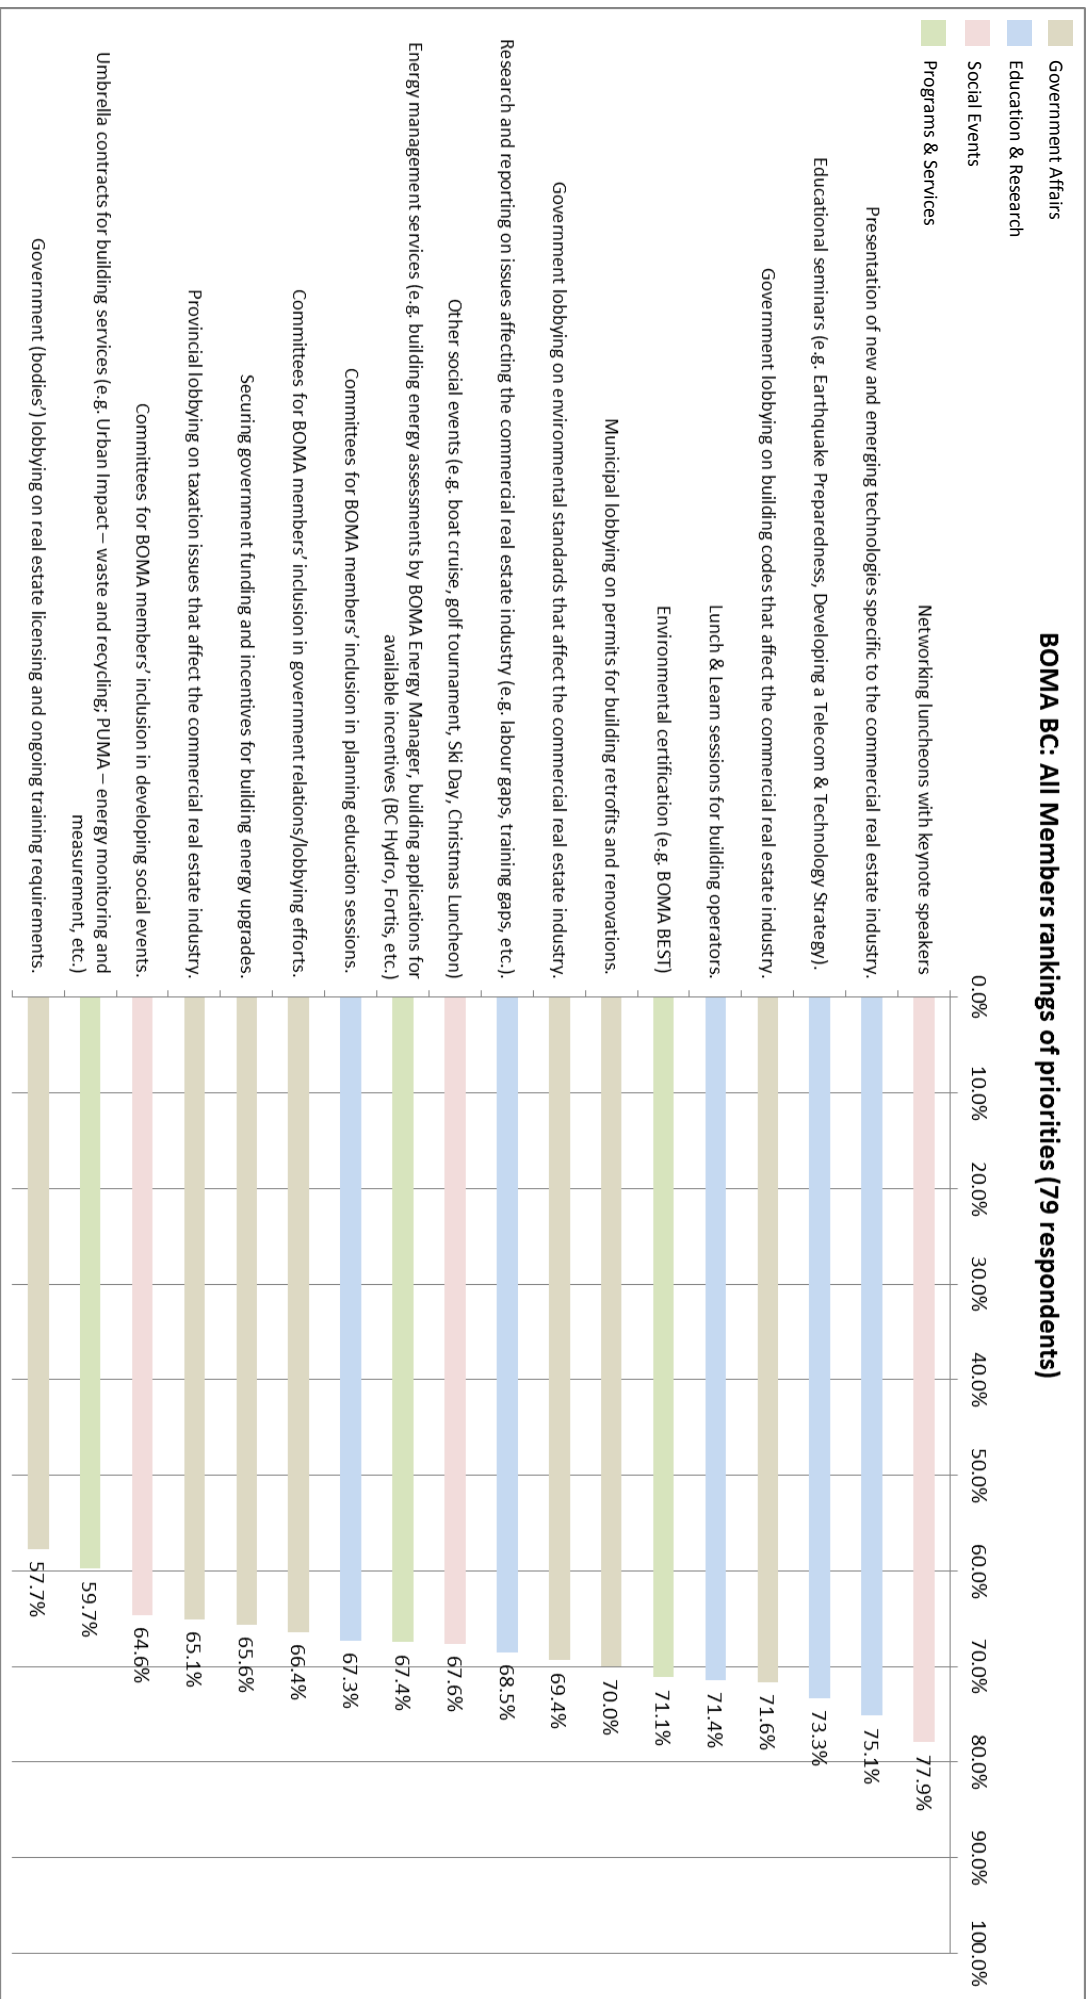 BOMA BC: All Members rankings of priorities (79 respondents)
Government Affairs
Education & Research
Social Events
Programs & Services
0.0% 10.0% 20.0% 30.0% 40.0% 50.0% 60.0% 70.0% 80.0% 90.0% 100.0%
Networking luncheons with keynote speakers 77.9%
Presentation of new and emerging technologies specific to the commercial real estate industry. 75.1%
Educational seminars (e.g. Earthquake Preparedness, Developing a Telecom & Technology Strategy). 73.3%
Government lobbying on building codes that affect the commercial real estate industry. 71.6%
Lunch & Learn sessions for building operators. 71.4%
Environmental certification (e.g. BOMA BEST) 71.1%
Municipal lobbying on permits for building retrofits and renovations. 70.0%
Government lobbying on environmental standards that affect the commercial real estate industry. 69.4%
Research and reporting on issues affecting the commercial real estate industry (e.g. labour gaps, training gaps, etc.). 68.5%
Other social events (e.g. boat cruise, golf tournament, Ski Day, Christmas Luncheon) 67.6%
Energy management services (e.g. building energy assessments by BOMA Energy Manager, building applications for
available incentives (BC Hydro, Fortis, etc.) 67.4%
Committees for BOMA members' inclusion in planning education sessions. 67.3%
Committees for BOMA members' inclusion in government relations/lobbying efforts. 66.4%
Securing government funding and incentives for building energy upgrades. 65.6%
Provincial lobbying on taxation issues that affect the commercial real estate industry. 65.1%
Committees for BOMA members' inclusion in developing social events. 64.6%
Umbrella contracts for building services (e.g. Urban Impact – waste and recycling; PUMA – energy monitoring and
measurement, etc.) 59.7%
Government (bodies') lobbying on real estate licensing and ongoing training requirements. 57.7%